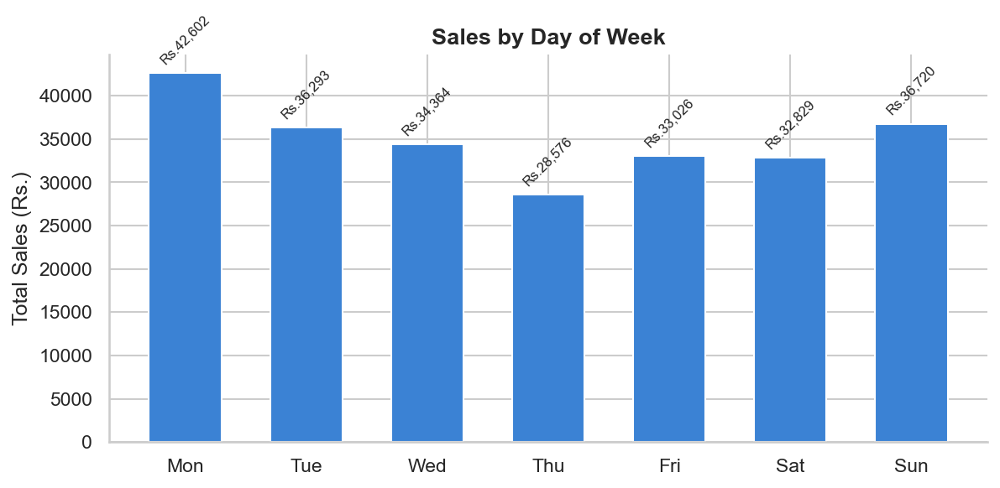 Sales by Day of Week
Total Sales (Rs.)
40000
35000
30000
25000
20000
15000
10000
5000
0
Rs.42,602
Rs.36,293
Rs.34,364
Rs.28,576
Rs.33,026
Rs.32,829
Rs.36,720
Mon Tue Wed Thu Fri Sat Sun